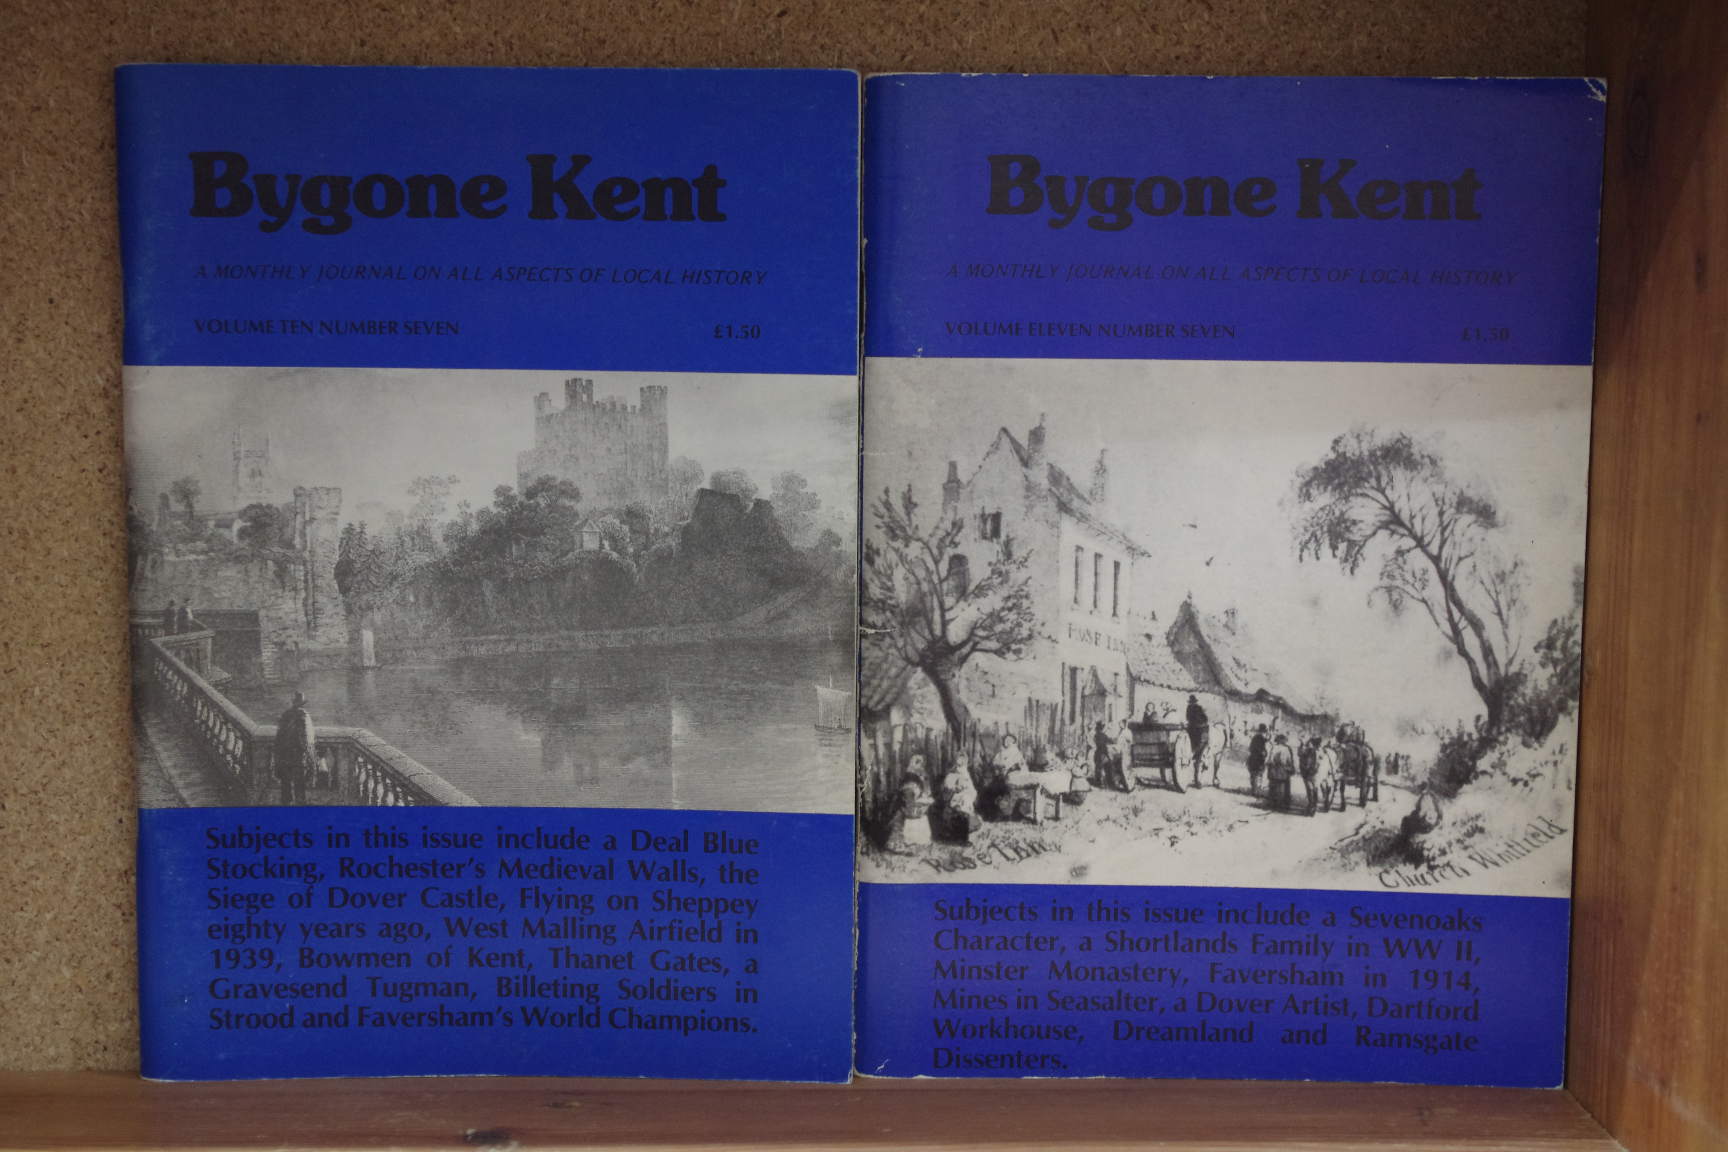 Bygone Kent
A MONTHLY JOURNAL ON ALL ASPECTS OF LOCAL HISTORY
VOLUME TEN NUMBER SEVEN £1.50
Subjects in this issue include a Deal Blue
Stocking, Rochester's Medieval Walls, the
Siege of Dover Castle, Flying on Sheppey
eighty years ago, West Malling Airfield in
1939, Bowmen of Kent, Thanet Gates, a
Gravesend Tugman, Billeting Soldiers in
Strood and Faversham's World Champions.
Bygone Kent
A MONTHLY JOURNAL ON ALL ASPECTS OF LOCAL HISTORY
VOLUME ELEVEN NUMBER SEVEN £1.50
ROSE INN
Rose Inn
Church Wintfield
Subjects in this issue include a Sevenoaks
Character, a Shortlands Family in WW II,
Minster Monastery, Faversham in 1914,
Mines in Seasalter, a Dover Artist, Dartford
Workhouse, Dreamland and Ramsgate
Dissenters.